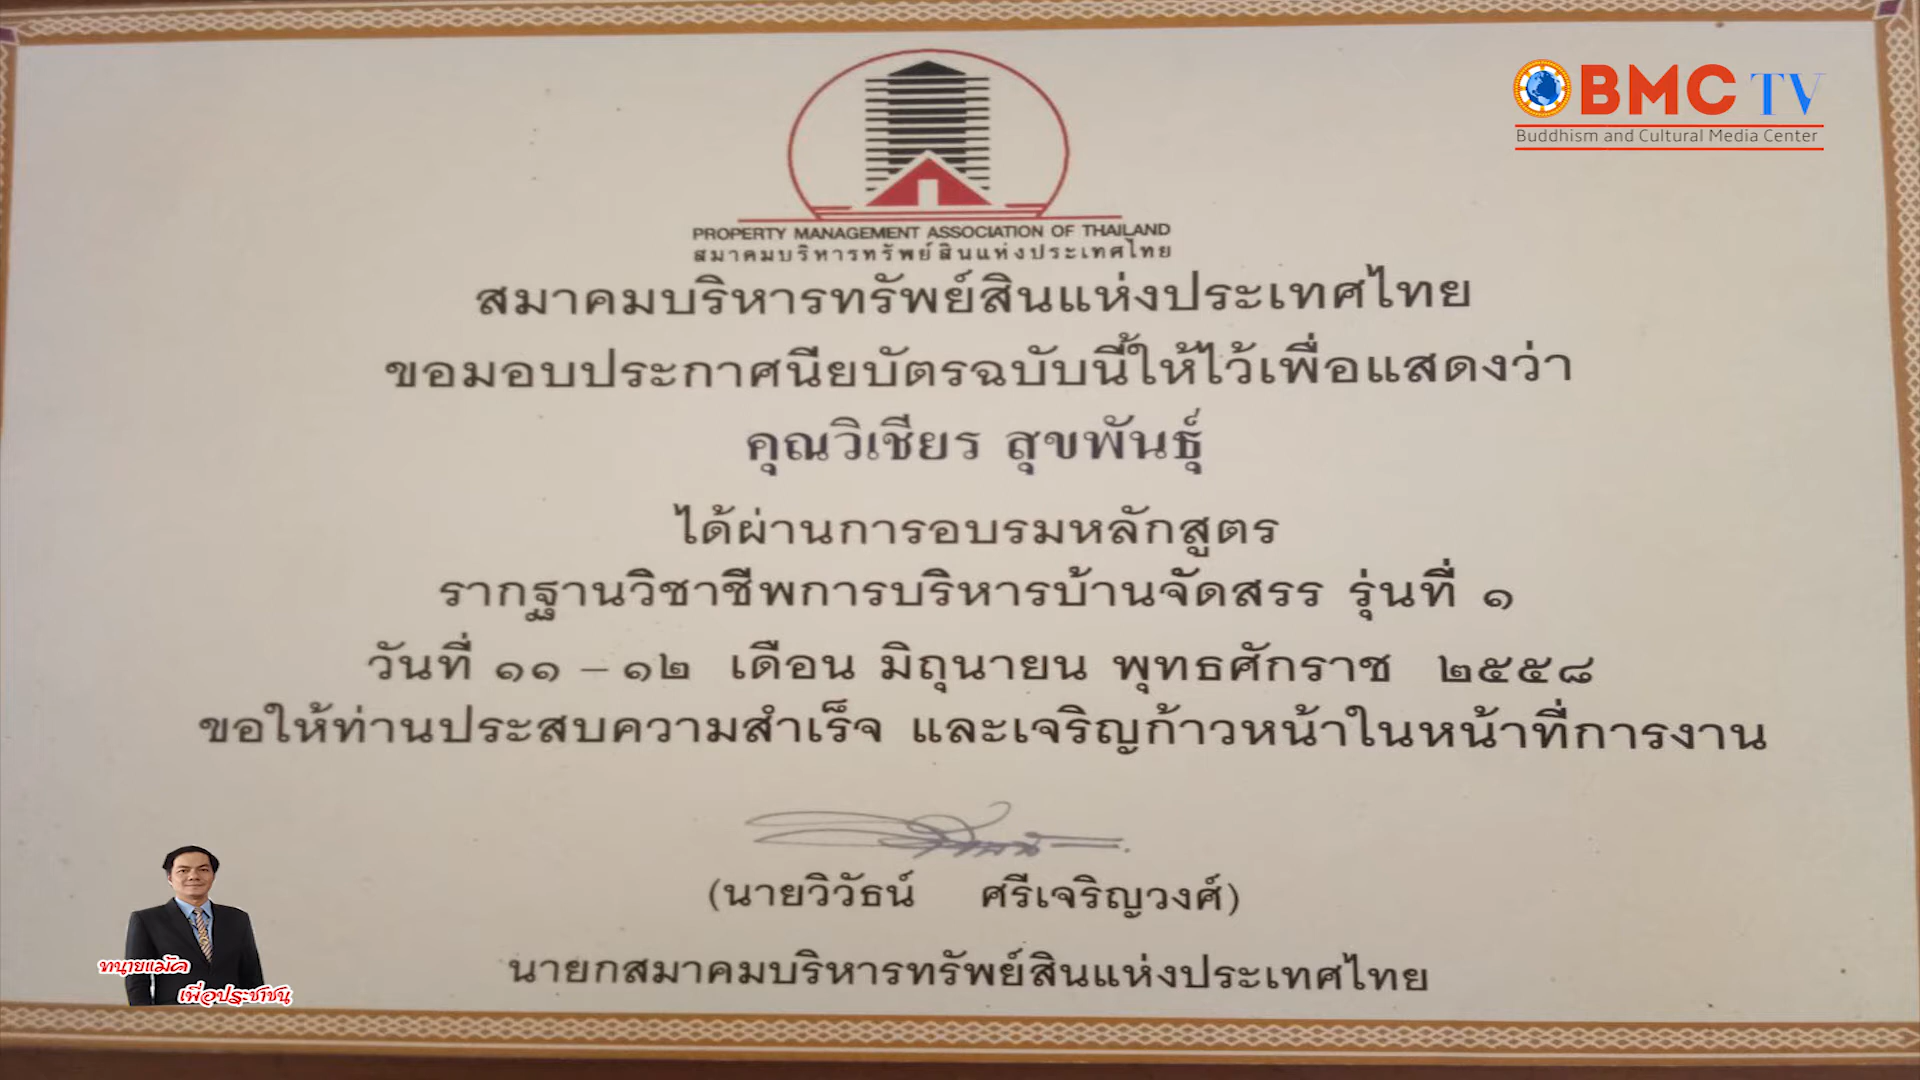 BMC TV
Buddhism and Cultural Media Center
PROPERTY MANAGEMENT ASSOCIATION OF THAILAND
สมาคมบริหารทรัพย์สินแห่งประเทศไทย
สมาคมบริหารทรัพย์สินแห่งประเทศไทย
ขอมอบประกาศนียบัตรฉบับนี้ให้ไว้เพื่อแสดงว่า
คุณวิเชียร สุขพันธุ์
ได้ผ่านการอบรมหลักสูตร
รากฐานวิชาชีพการบริหารบ้านจัดสรร รุ่นที่ ๑
วันที่ ๑๑ – ๑๒ เดือน มิถุนายน พุทธศักราช ๒๕๕๘
ขอให้ท่านประสบความสำเร็จ และเจริญก้าวหน้าในหน้าที่การงาน
(นายวิวัธน์ ศรีเจริญวงศ์)
นายกสมาคมบริหารทรัพย์สินแห่งประเทศไทย
ทนายแม้ค
เพื่อประชาชน